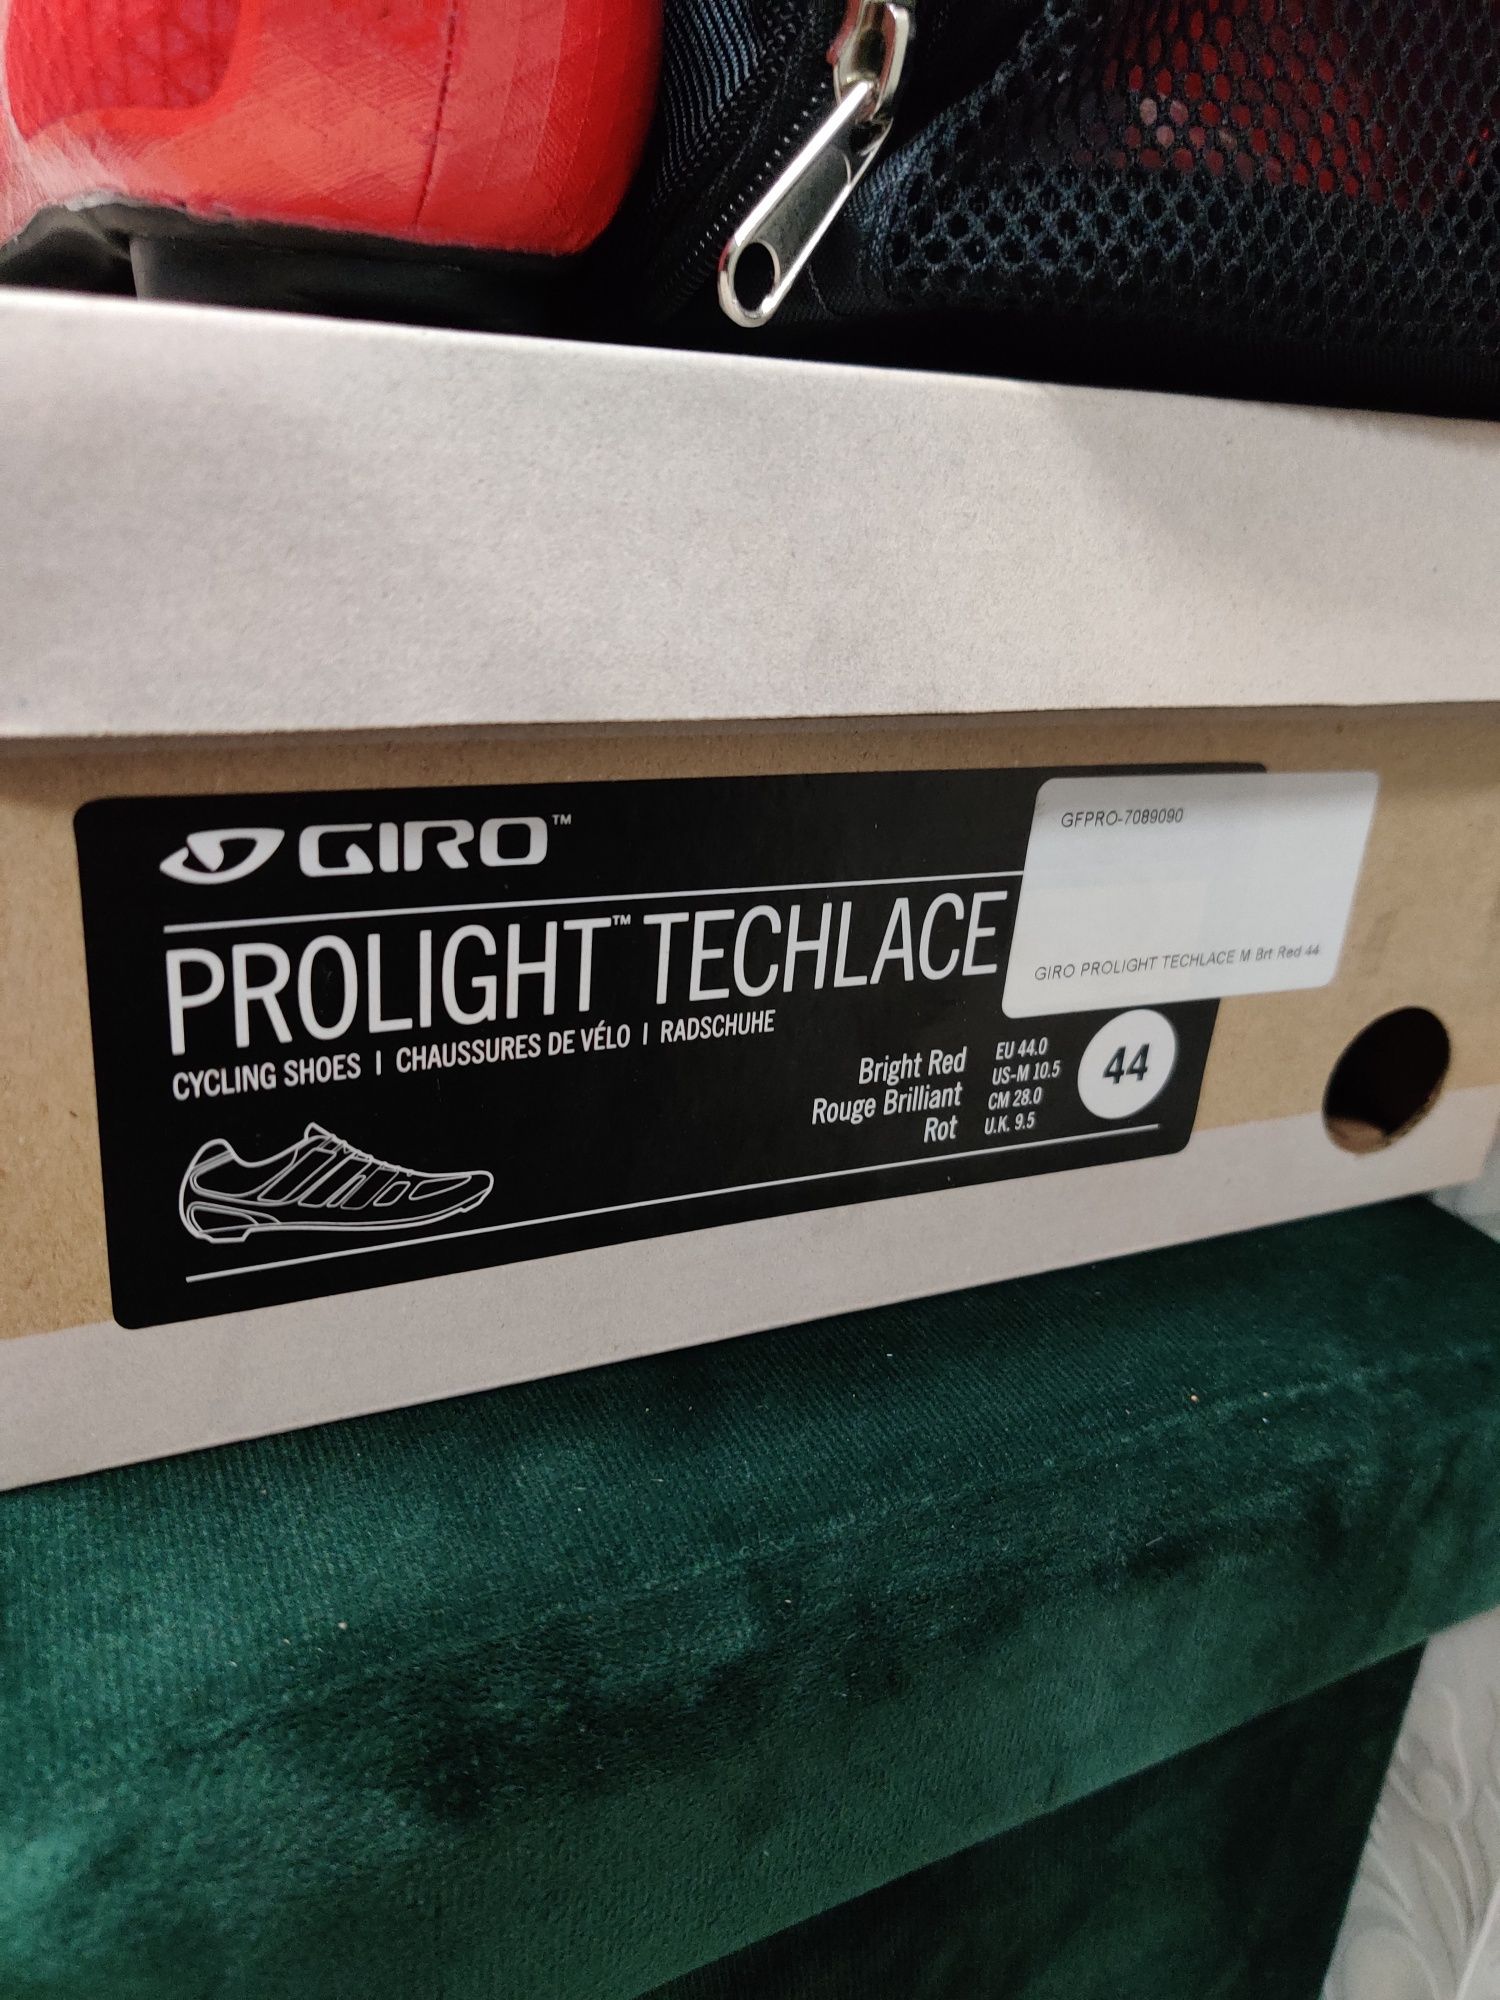 GIRO™
PROLIGHT™ TECHLACE
CYCLING SHOES | CHAUSSURES DE VÉLO | RADSCHUHE
Bright Red
Rouge Brilliant
Rot
EU 44.0
US-M 10.5
CM 28.0
U.K. 9.5
44
GFPRO-7089090
GIRO PROLIGHT TECHLACE M Brt Red 44